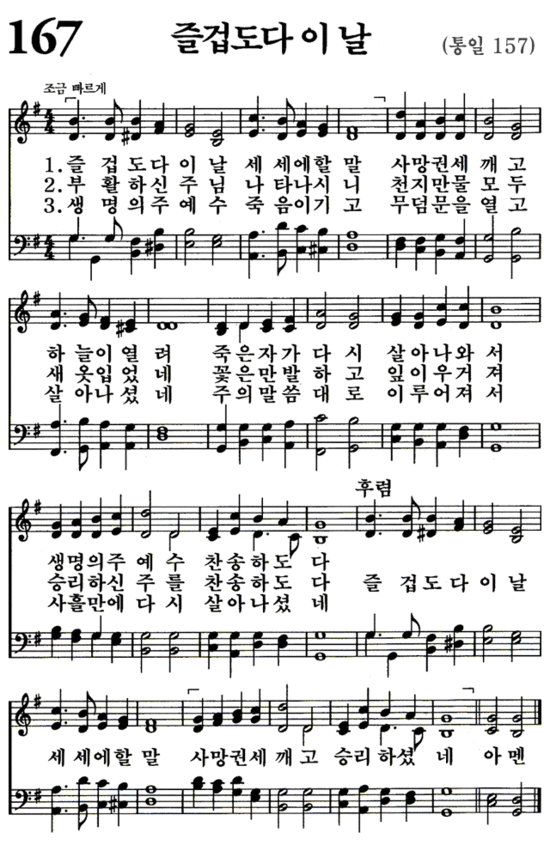 167 즐겁도다 이 날 (통일 157)
조금 빠르게
1. 즐 겁 도 다 이 날 세 세 에 할 말 사 망 권 세 깨 고
2. 부 활 하 신 주 님 나 타 나 시 니 천 지 만 물 모 두
3. 생 명 의 주 예 수 죽 음 이 기 고 무 덤 문 을 열 고
하 늘 이 열 려 죽 은 자 가 다 시 살 아 나 와 서
새 옷 입 었 네 꽃 은 만 발 하 고 잎 이 우 거 져
살 아 나 셨 네 주 의 말 씀 대 로 이 루 어 져 서
후렴
생 명 의 주 예 수 찬 송 하 도 다
승 리 하 신 주 를 찬 송 하 도 다 즐 겁 도 다 이 날
사 흘 만 에 다 시 살 아 나 셨 네
세 세 에 할 말 사 망 권 세 깨 고 승 리 하 셨 네 아 멘